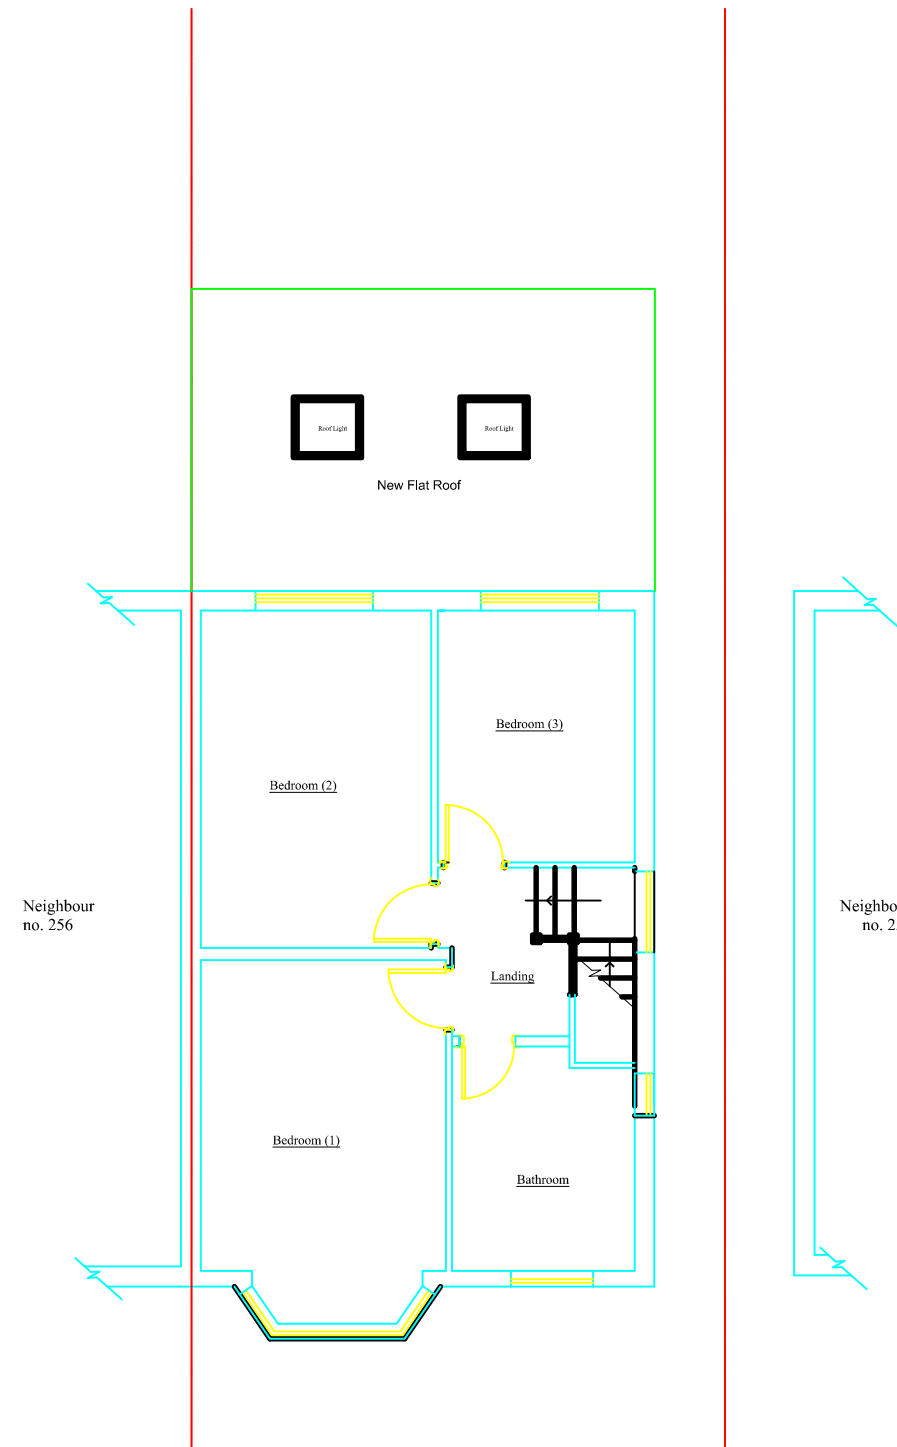 Roof Light
Roof Light
New Flat Roof
Bedroom (3)
Bedroom (2)
Neighbour
no. 256
Landing
Bedroom (1)
Bathroom